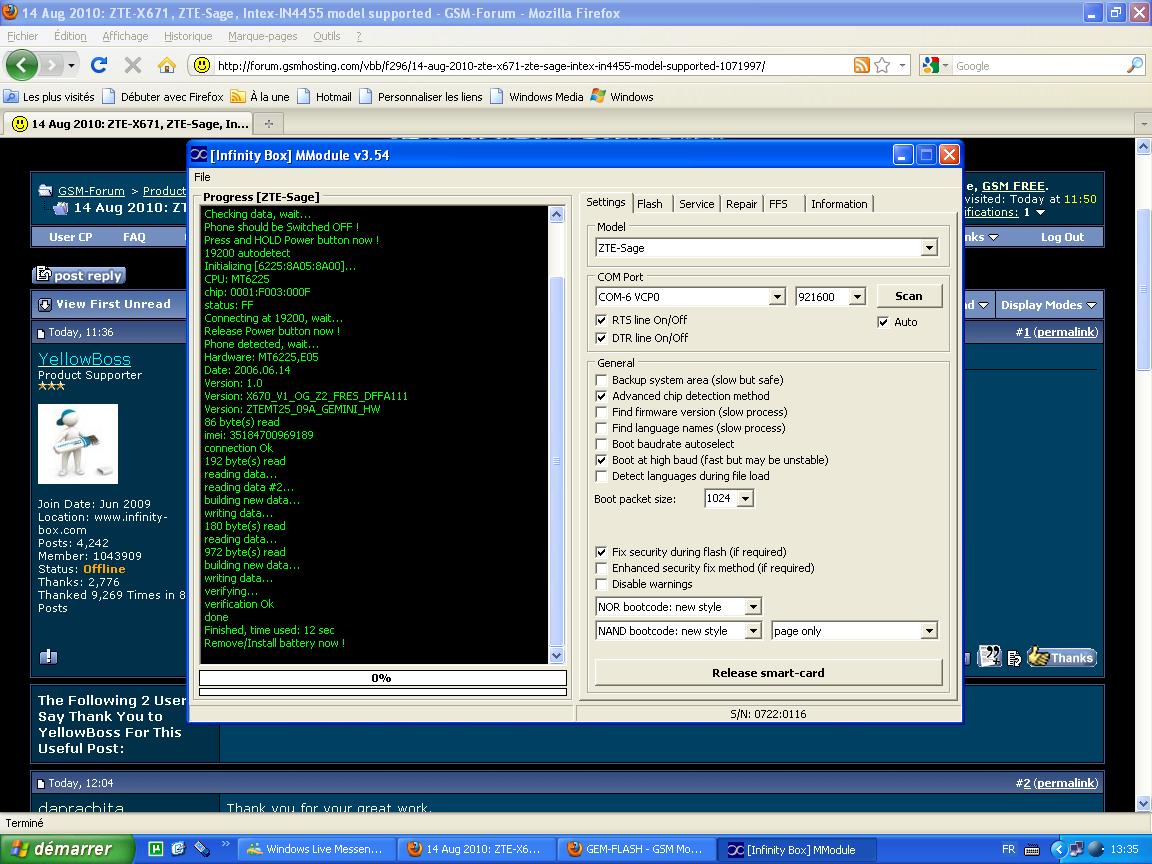 14 Aug 2010: ZTE-X671, ZTE-Sage, Intex-IN4455 model supported - GSM-Forum - Mozilla Firefox
Fichier Édition Affichage Historique Marque-pages Outils ?
http://forum.gsmhosting.com/vbb/f296/14-aug-2010-zte-x671-zte-sage-intex-in4455-model-supported-1071997/
Google
Les plus visités Débuter avec Firefox À la une Hotmail Personnaliser les liens Windows Media Windows
14 Aug 2010: ZTE-X671, ZTE-Sage, In...
[Infinity Box] MModule v3.54
File
GSM-Forum > Product
14 Aug 2010: ZT
e, GSM FREE.
visited: Today at 11:50
ifications: 1
User CP FAQ
nks Log Out
post reply
View First Unread
d Display Modes
Today, 11:36
#1 (permalink)
YellowBoss
Product Supporter
Join Date: Jun 2009
Location: www.infinity-
box.com
Posts: 4,242
Member: 1043909
Status: Offline
Thanks: 2,776
Thanked 9,269 Times in 8
Posts
Thanks
The Following 2 User
Say Thank You to
YellowBoss For This
Useful Post:
Today, 12:04
#2 (permalink)
daprachita
Thank you for your great work.
Progress [ZTE-Sage]
Checking data, wait...
Phone should be Switched OFF !
Press and HOLD Power button now !
19200 autodetect
Initializing [6225:8A05:8A00]...
CPU: MT6225
chip: 0001:F003:000F
status: FF
Connecting at 19200, wait...
Release Power button now !
Phone detected, wait...
Hardware: MT6225,E05
Date: 2006.06.14
Version: 1.0
Version: X670_V1_OG_Z2_FRES_DFFA111
Version: ZTEMT25_09A_GEMINI_HW
86 byte(s) read
imei: 35184700969189
connection Ok
192 byte(s) read
reading data...
reading data #2...
building new data...
writing data...
180 byte(s) read
reading data...
972 byte(s) read
building new data...
writing data...
verifying...
verification Ok
done
Finished, time used: 12 sec
Remove/Install battery now !
0%
Settings Flash Service Repair FFS Information
Model
ZTE-Sage
COM Port
COM-6 VCP0 921600 Scan
RTS line On/Off Auto
DTR line On/Off
General
Backup system area (slow but safe)
Advanced chip detection method
Find firmware version (slow process)
Find language names (slow process)
Boot baudrate autoselect
Boot at high baud (fast but may be unstable)
Detect languages during file load
Boot packet size: 1024
Fix security during flash (if required)
Enhanced security fix method (if required)
Disable warnings
NOR bootcode: new style
NAND bootcode: new style page only
Release smart-card
S/N: 0722:0116
Terminé
démarrer Windows Live Messen... 14 Aug 2010: ZTE-X6... GEM-FLASH - GSM Mo... [Infinity Box] MModule FR 13:35